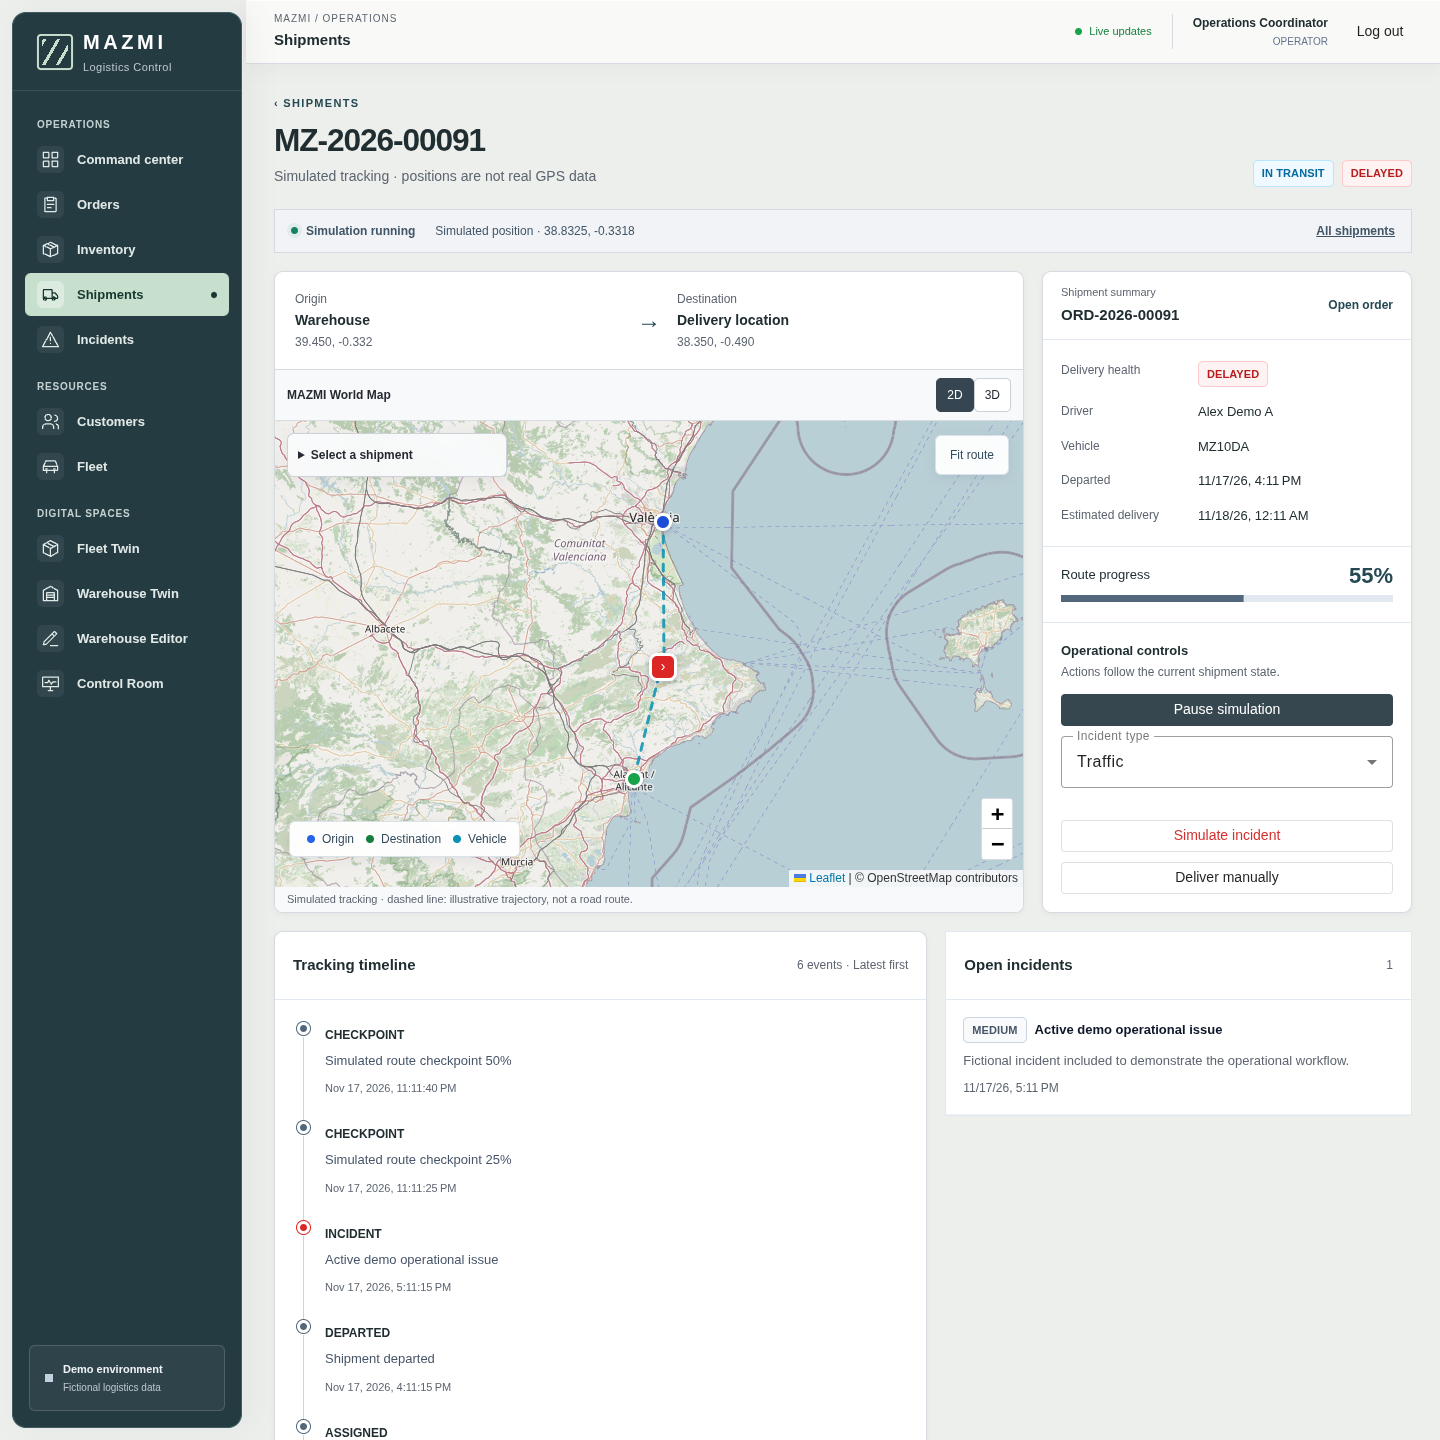 MAZMI
Logistics Control
OPERATIONS
Command center
Orders
Inventory
Shipments
Incidents
RESOURCES
Customers
Fleet
DIGITAL SPACES
Fleet Twin
Warehouse Twin
Warehouse Editor
Control Room
Demo environment
Fictional logistics data
MAZMI / OPERATIONS
Shipments
Live updates
Operations Coordinator
OPERATOR
Log out
‹ SHIPMENTS
MZ-2026-00091
Simulated tracking · positions are not real GPS data
IN TRANSIT
DELAYED
Simulation running
Simulated position · 38.8325, -0.3318
All shipments
Origin
Warehouse
39.450, -0.332
→
Destination
Delivery location
38.350, -0.490
MAZMI World Map
2D
3D
Select a shipment
Fit route
Comunitat
Valenciana
Albacete
Murcia
Origin
Destination
Vehicle
+
−
Leaflet | © OpenStreetMap contributors
Simulated tracking · dashed line: illustrative trajectory, not a road route.
Shipment summary
ORD-2026-00091
Open order
Delivery health
DELAYED
Driver
Alex Demo A
Vehicle
MZ10DA
Departed
11/17/26, 4:11 PM
Estimated delivery
11/18/26, 12:11 AM
Route progress
55%
Operational controls
Actions follow the current shipment state.
Pause simulation
Incident type
Traffic
Simulate incident
Deliver manually
Tracking timeline
6 events · Latest first
CHECKPOINT
Simulated route checkpoint 50%
Nov 17, 2026, 11:11:40 PM
CHECKPOINT
Simulated route checkpoint 25%
Nov 17, 2026, 11:11:25 PM
INCIDENT
Active demo operational issue
Nov 17, 2026, 5:11:15 PM
DEPARTED
Shipment departed
Nov 17, 2026, 4:11:15 PM
ASSIGNED
Open incidents
1
MEDIUM
Active demo operational issue
Fictional incident included to demonstrate the operational workflow.
11/17/26, 5:11 PM